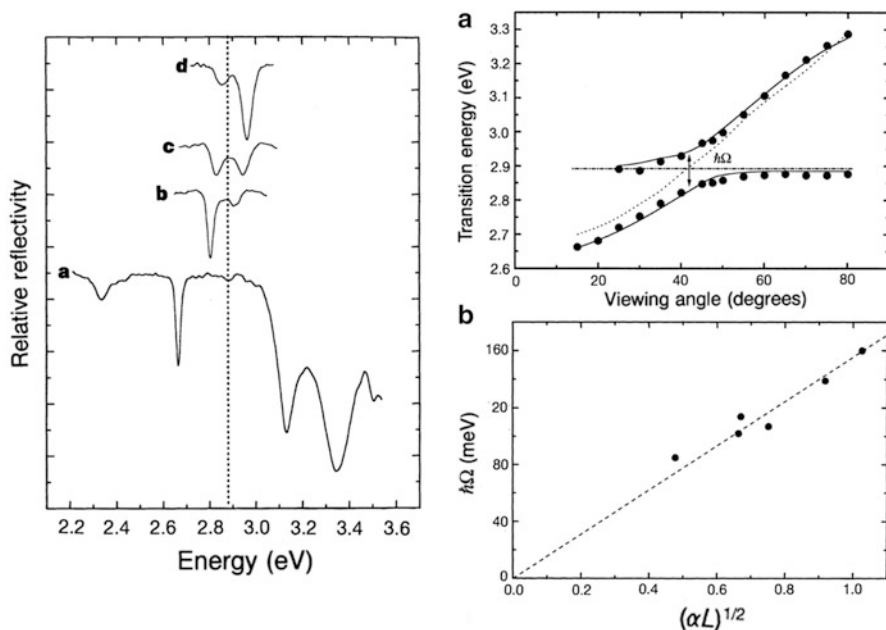 d
c
b
a
Relative reflectivity
2.2 2.4 2.6 2.8 3.0 3.2 3.4 3.6
Energy (eV)
a
Transition energy (eV)
3.3
3.2
3.1
3.0
2.9
2.8
2.7
2.6
ℏΩ
0 20 40 60 80
Viewing angle (degrees)
b
ℏΩ (meV)
160
20
80
40
0
0.0 0.2 0.4 0.6 0.8 1.0
(αL)^1/2